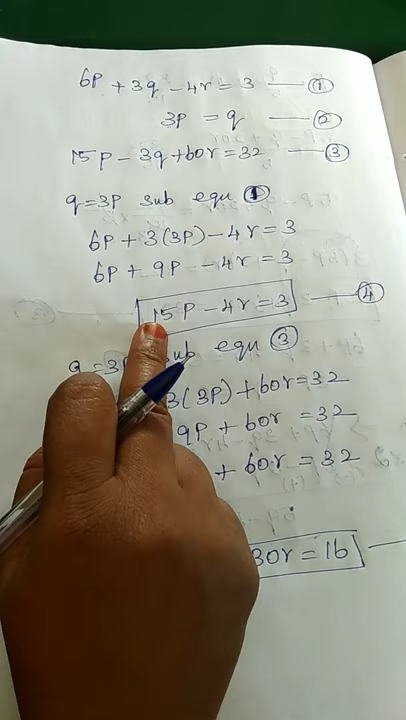 6p + 3q - 4r = 3 —— ①
3p = q —— ②
15p - 3q + 60r = 32 —— ③
q = 3p sub equ ①
6p + 3(3p) - 4r = 3
6p + 9p - 4r = 3
15p - 4r = 3 —— ④
q = 3p sub equ ③
3(3p) + 60r = 32
9p + 60r = 32
+ 60r = 32
30r = 16 ——